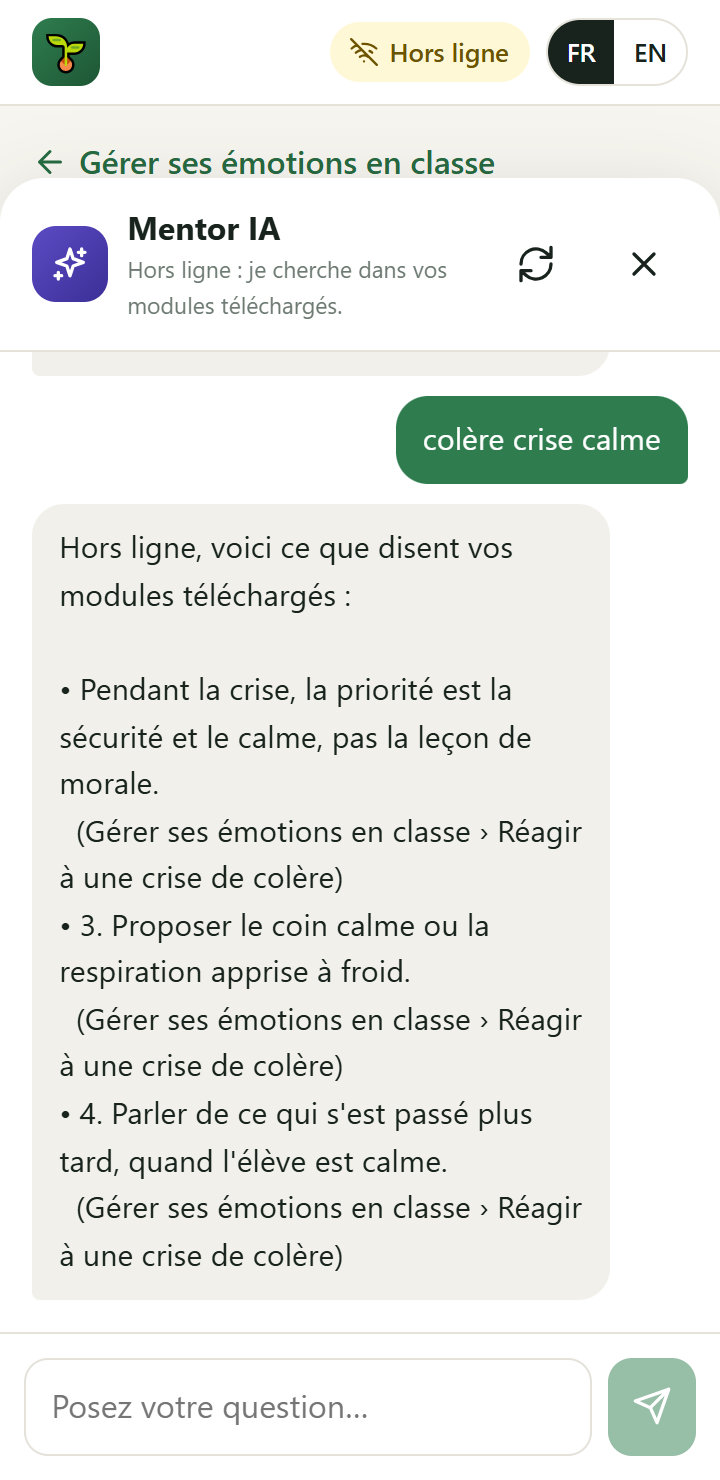 Hors ligne
FR
EN
← Gérer ses émotions en classe
Mentor IA
Hors ligne : je cherche dans vos
modules téléchargés.
colère crise calme
Hors ligne, voici ce que disent vos
modules téléchargés :
• Pendant la crise, la priorité est la
sécurité et le calme, pas la leçon de
morale.
(Gérer ses émotions en classe › Réagir
à une crise de colère)
• 3. Proposer le coin calme ou la
respiration apprise à froid.
(Gérer ses émotions en classe › Réagir
à une crise de colère)
• 4. Parler de ce qui s'est passé plus
tard, quand l'élève est calme.
(Gérer ses émotions en classe › Réagir
à une crise de colère)
Posez votre question...